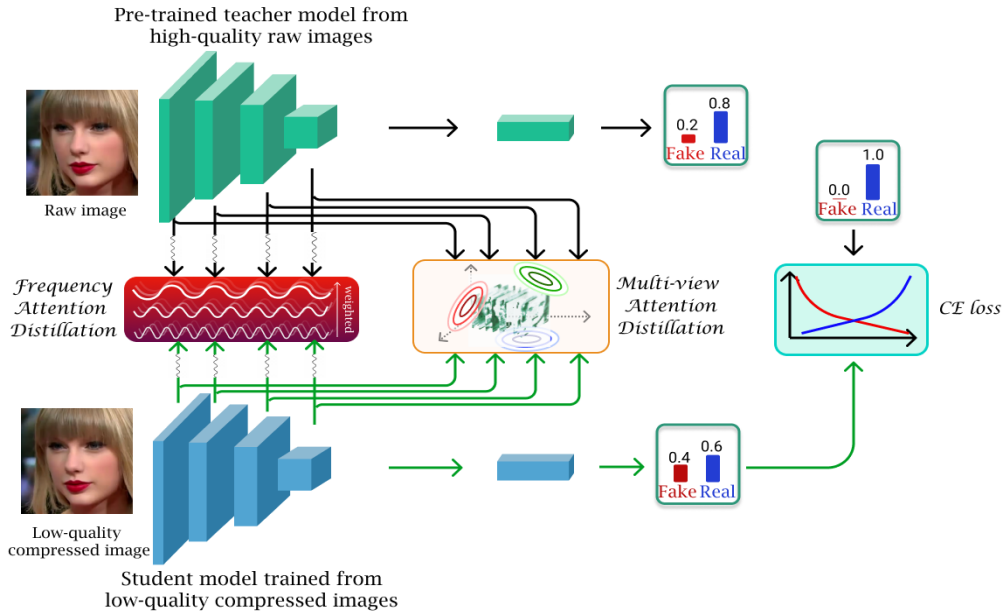 Pre-trained teacher model from
high-quality raw images
Raw image
0.2
0.8
Fake Real
0.0
1.0
Fake Real
Frequency
Attention
Distillation
weighted
Multi-view
Attention
Distillation
CE loss
Low-quality
compressed image
0.4
0.6
Fake Real
Student model trained from
low-quality compressed images